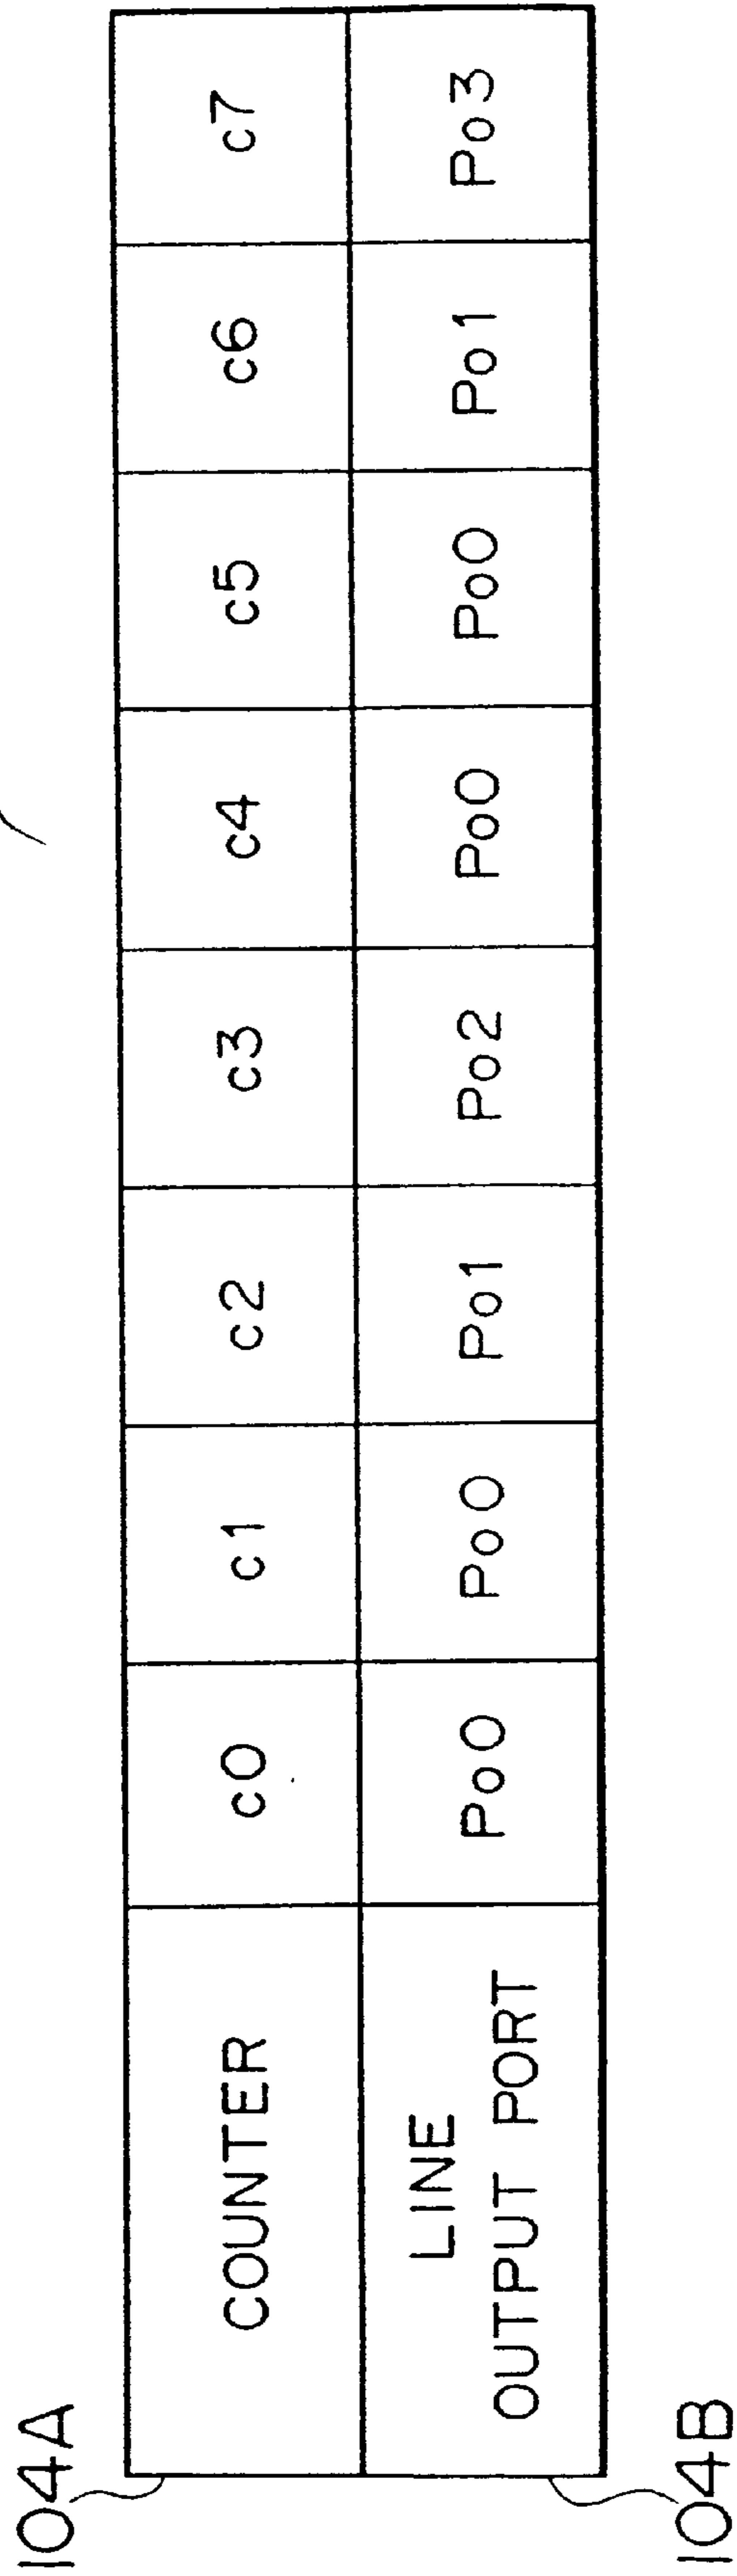 104A
COUNTER c0 c1 c2 c3 c4 c5 c6 c7
LINE
OUTPUT PORT Po0 Po0 Po1 Po2 Po0 Po0 Po1 Po3
104B